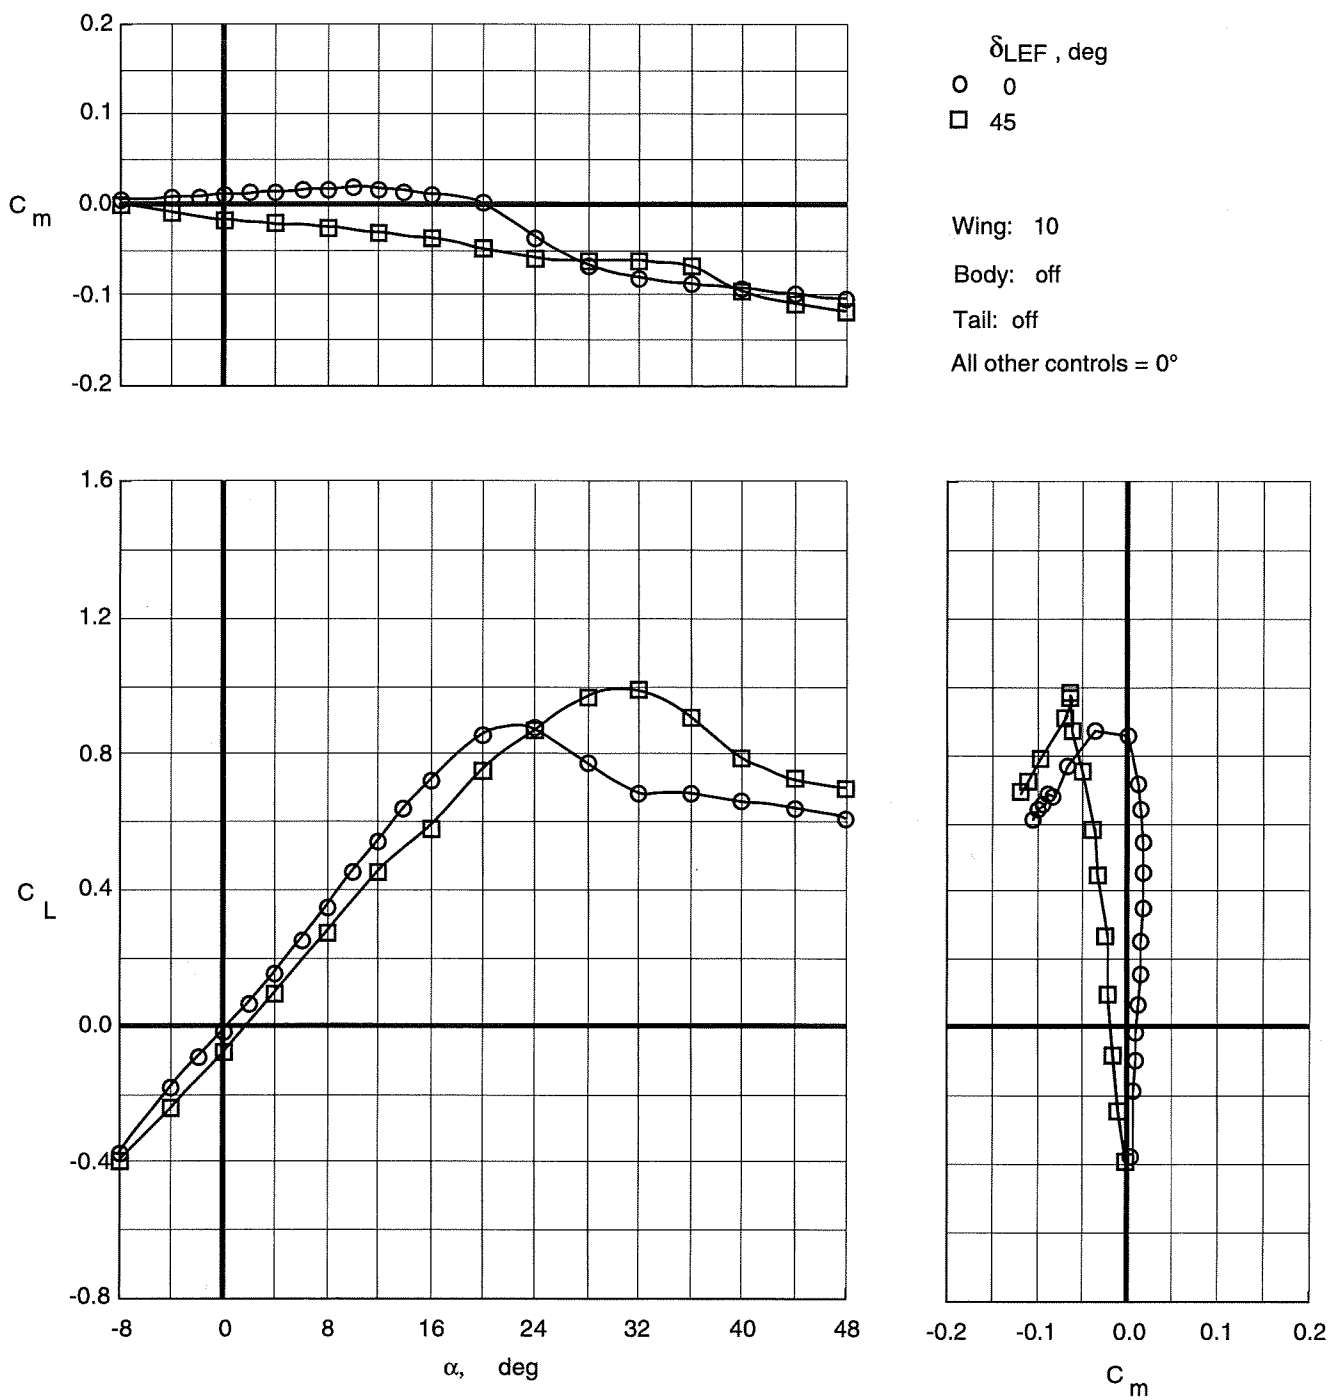 0.2
0.1
C m 0.0
-0.1
-0.2
δLEF , deg
0
45
Wing: 10
Body: off
Tail: off
All other controls = 0°
1.6
1.2
0.8
C L 0.4
0.0
-0.4
-0.8
-8 0 8 16 24 32 40 48
α, deg
-0.2 -0.1 0.0 0.1 0.2
C m